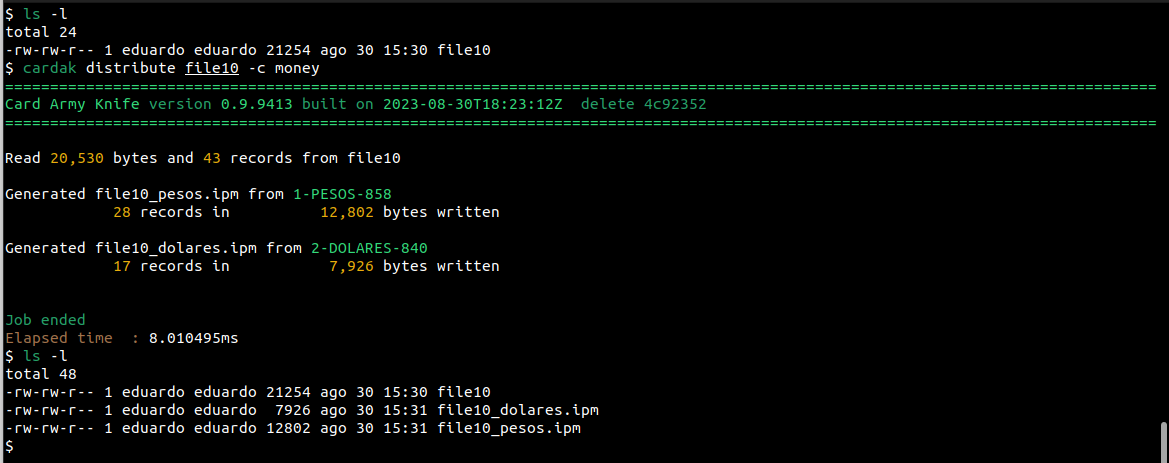 $ ls -l
total 24
-rw-rw-r-- 1 eduardo eduardo 21254 ago 30 15:30 file10
$ cardak distribute file10 -c money
================================================================================================================================
Card Army Knife version 0.9.9413 built on 2023-08-30T18:23:12Z  delete 4c92352
================================================================================================================================
Read 20,530 bytes and 43 records from file10
Generated file10_pesos.ipm from 1-PESOS-858
            28 records in          12,802 bytes written
Generated file10_dolares.ipm from 2-DOLARES-840
            17 records in           7,926 bytes written
Job ended
Elapsed time  : 8.010495ms
$ ls -l
total 48
-rw-rw-r-- 1 eduardo eduardo 21254 ago 30 15:30 file10
-rw-rw-r-- 1 eduardo eduardo  7926 ago 30 15:31 file10_dolares.ipm
-rw-rw-r-- 1 eduardo eduardo 12802 ago 30 15:31 file10_pesos.ipm
$